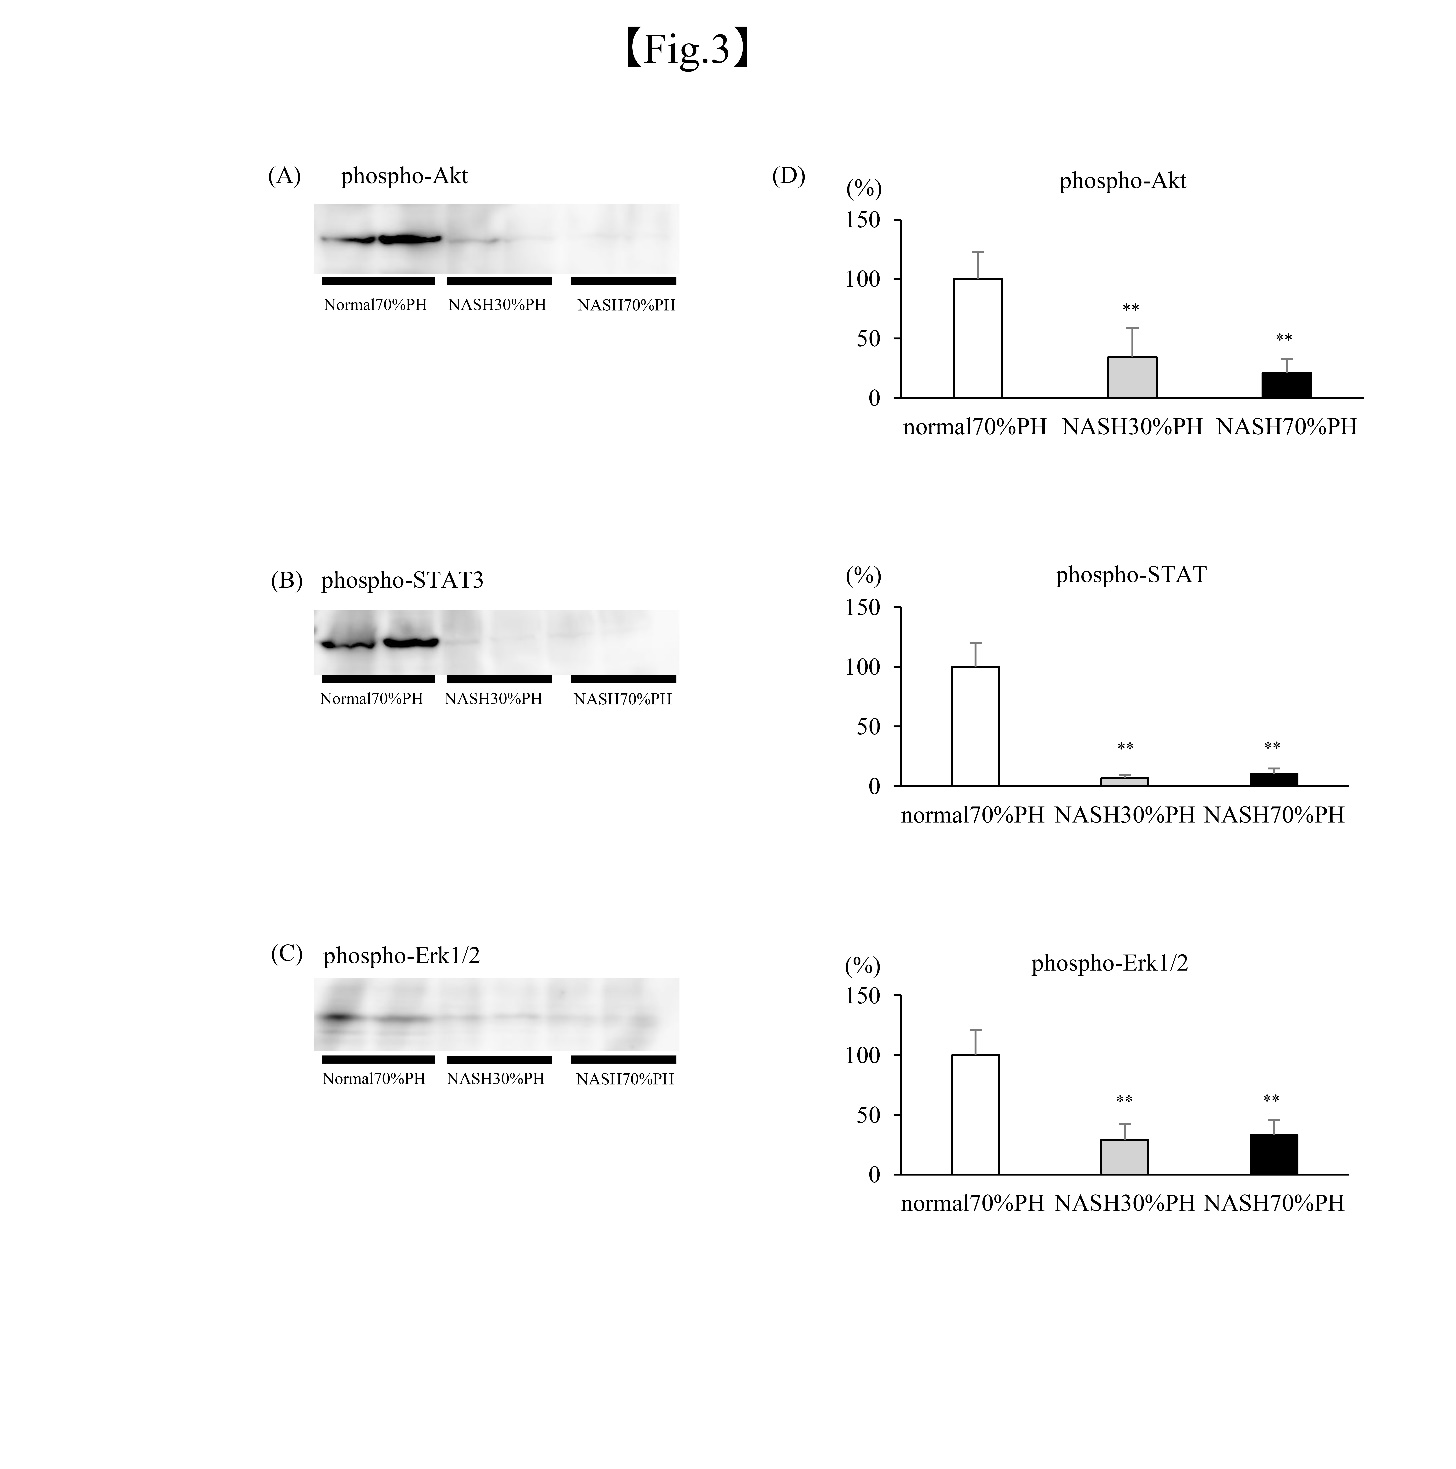 【Fig.3】
(A) phospho-Akt
Normal70%PH NASH30%PH NASH70%PH
(D) (%) phospho-Akt
150
100
50
0
** **
normal70%PH NASH30%PH NASH70%PH
(B) phospho-STAT3
Normal70%PH NASH30%PH NASH70%PH
(%) phospho-STAT
150
100
50
0
** **
normal70%PH NASH30%PH NASH70%PH
(C) phospho-Erk1/2
Normal70%PH NASH30%PH NASH70%PH
(%) phospho-Erk1/2
150
100
50
0
** **
normal70%PH NASH30%PH NASH70%PH